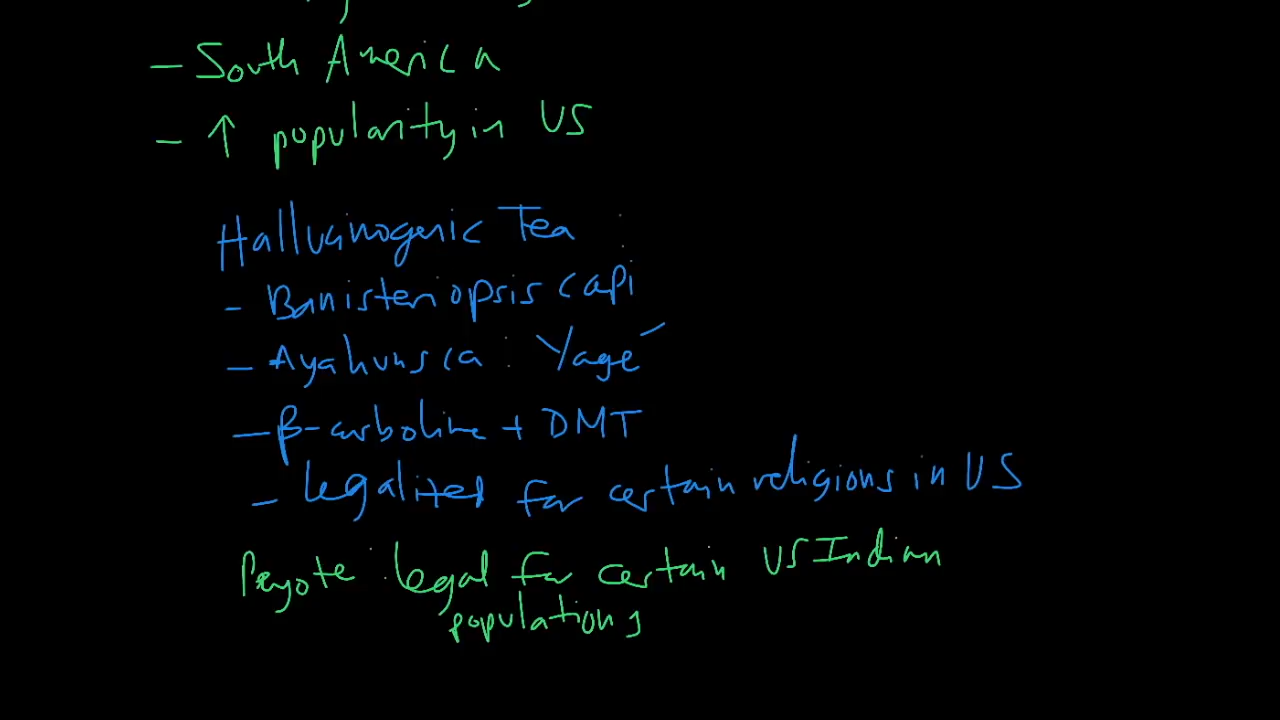 - South America
- ↑ popularity in US
Hallucinogenic Tea :
- Banisteriopsis capi
- Ayahuasca : Yagé
- β-carboline + DMT
- legalized for certain religions in US
Peyote : legal for certain US Indian
populations